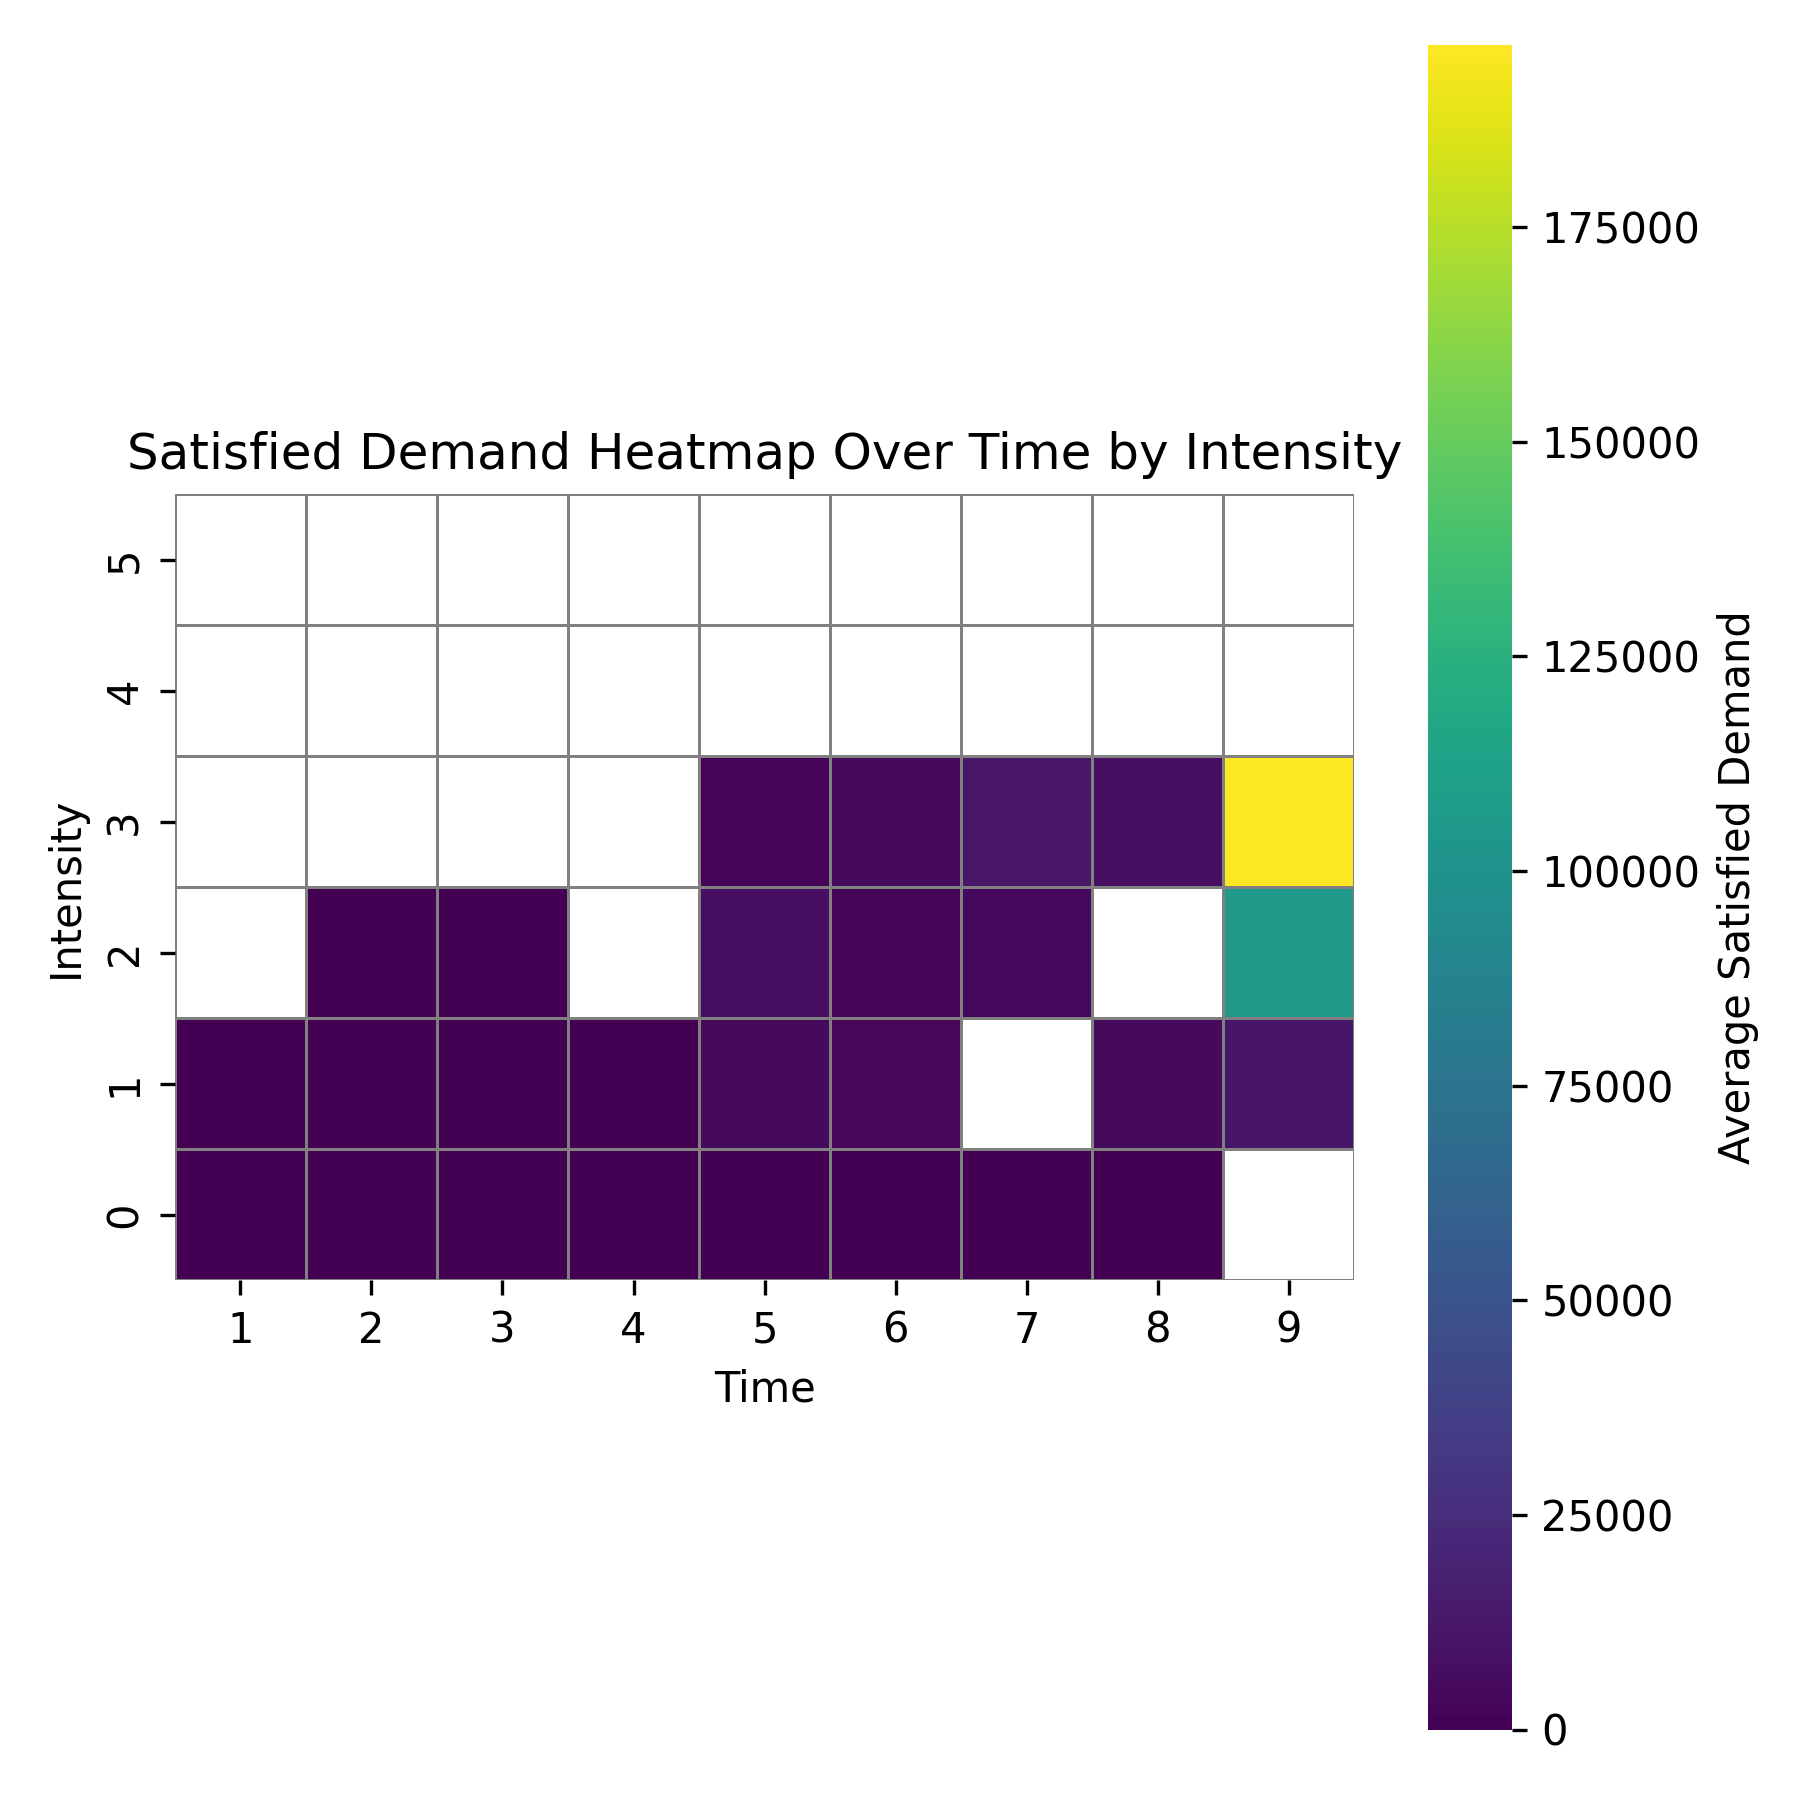 Satisfied Demand Heatmap Over Time by Intensity
Intensity
5
4
3
2
1
0
1 2 3 4 5 6 7 8 9
Time
175000
150000
125000
100000
75000
50000
25000
0
Average Satisfied Demand